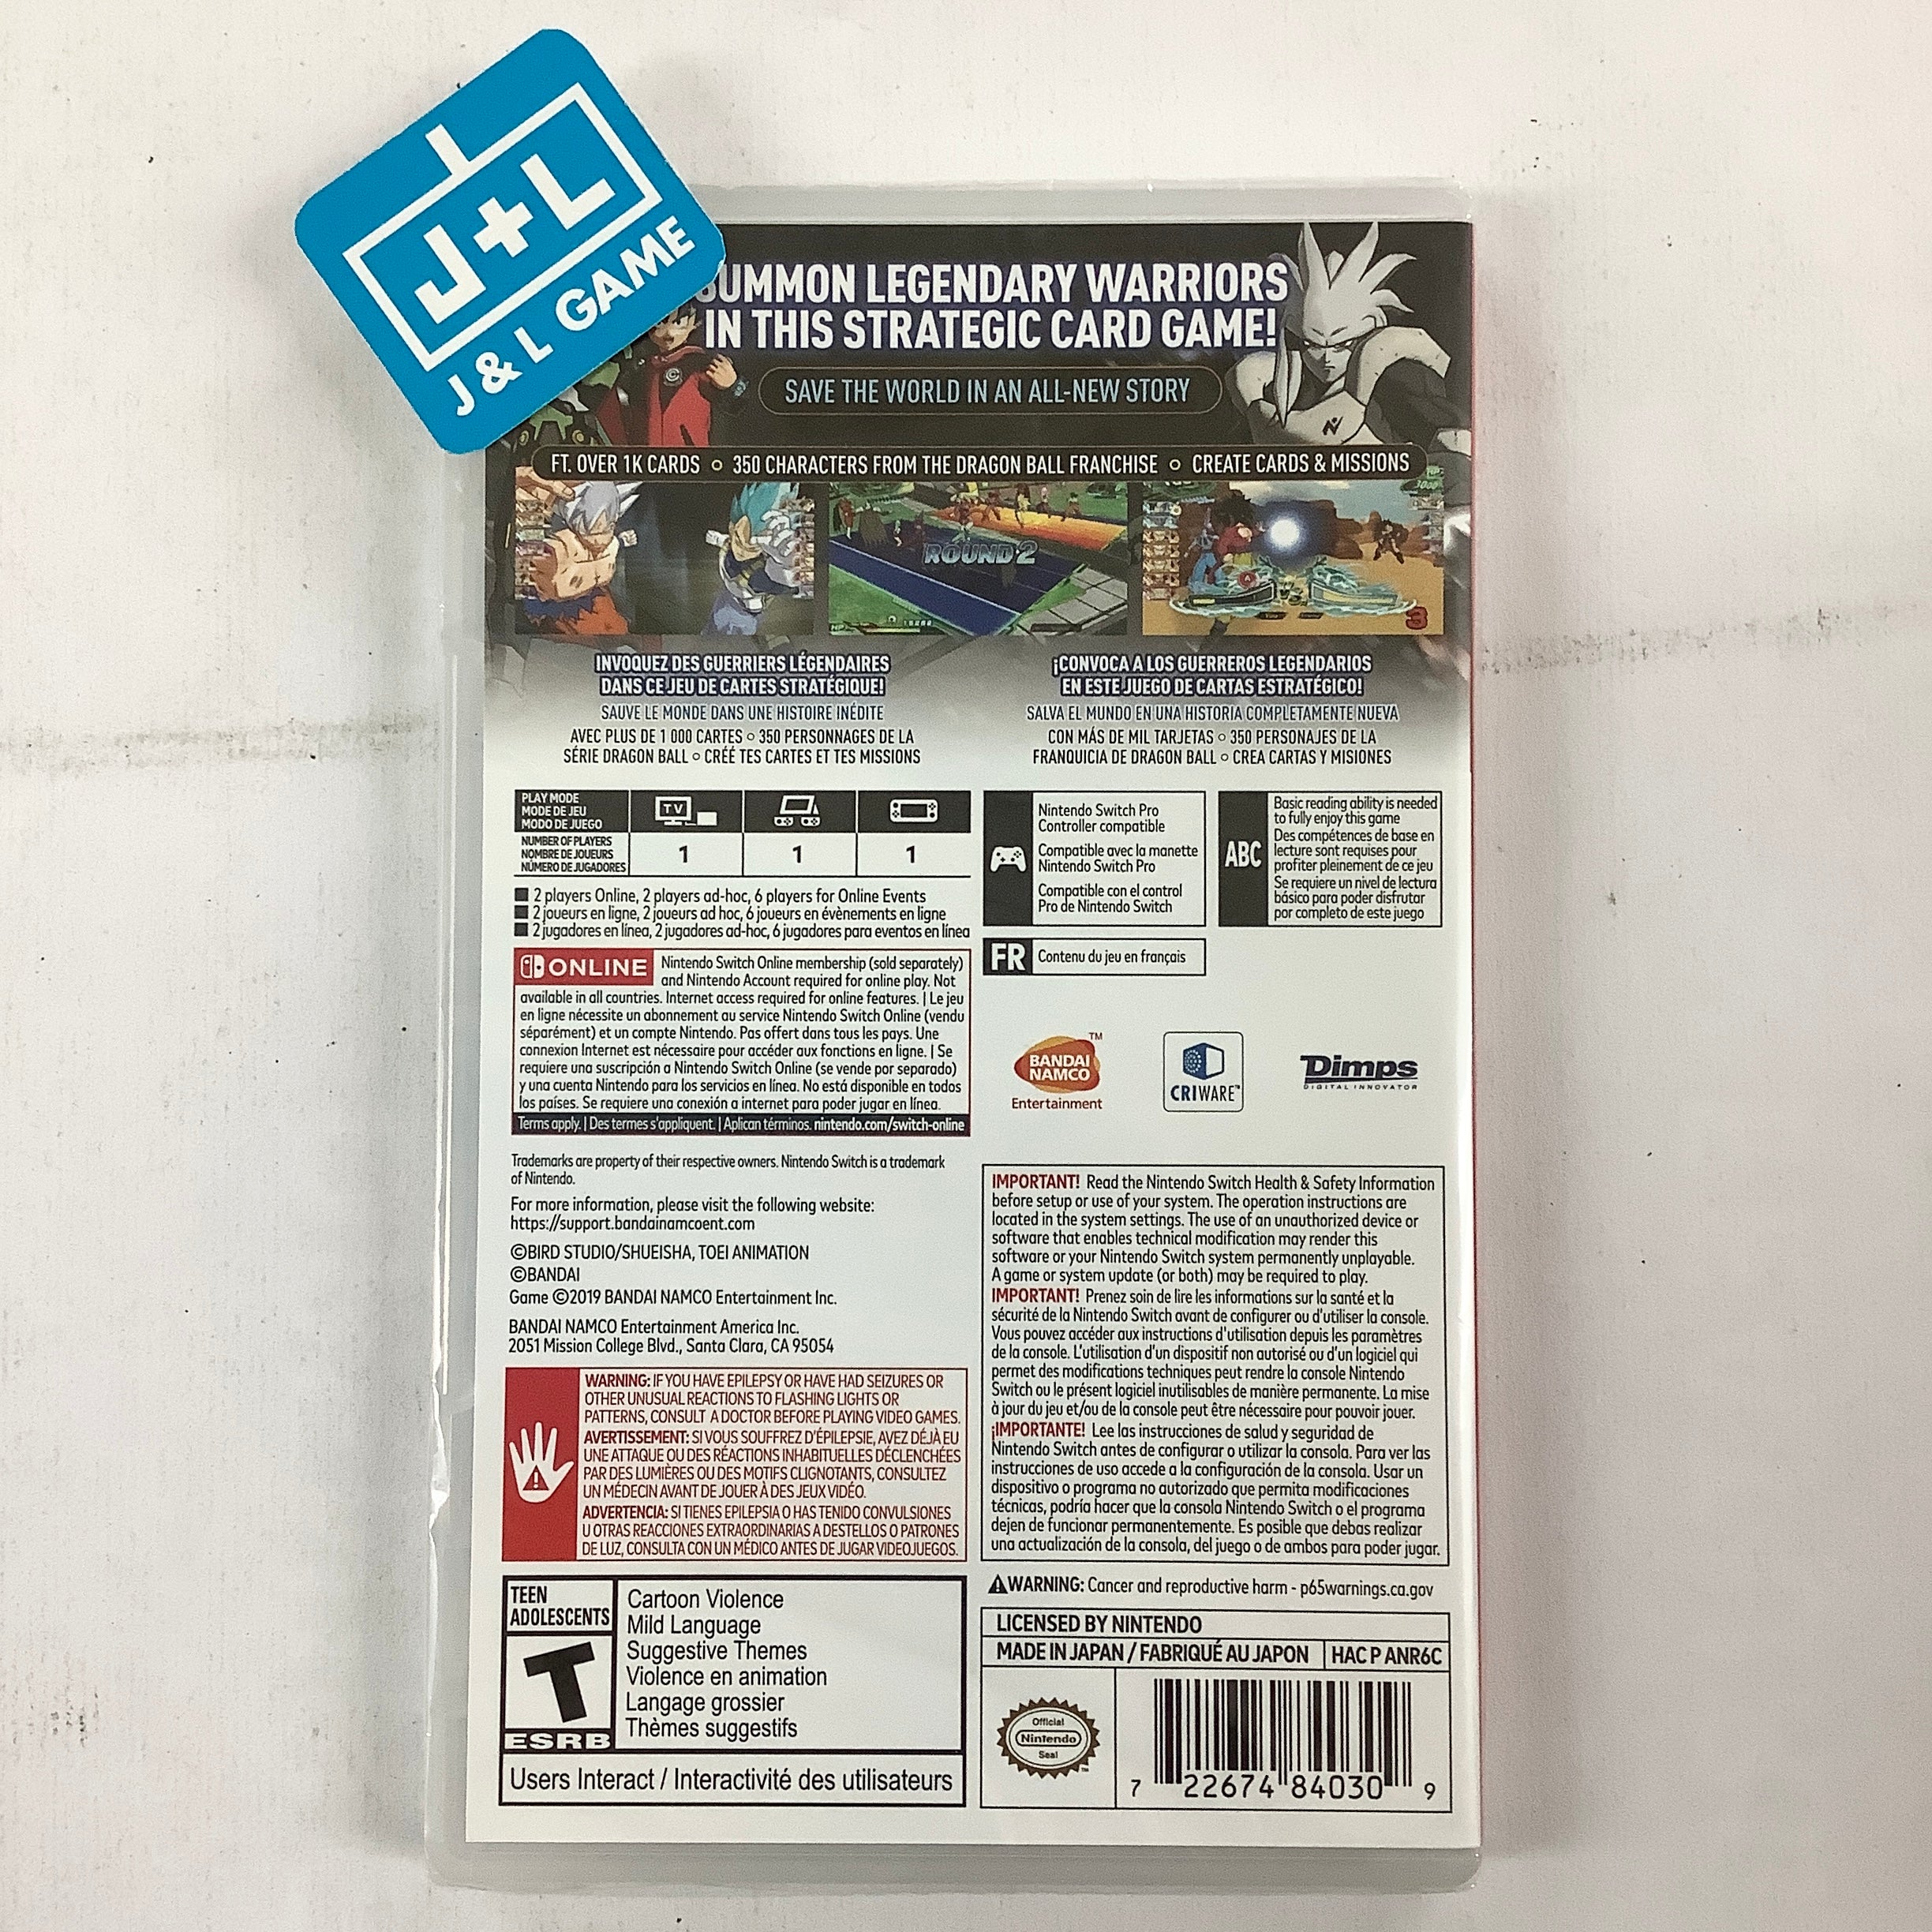 J+L
J & L GAME
SUMMON LEGENDARY WARRIORS
IN THIS STRATEGIC CARD GAME!
SAVE THE WORLD IN AN ALL-NEW STORY
FT. OVER 1K CARDS ○ 350 CHARACTERS FROM THE DRAGON BALL FRANCHISE ○ CREATE CARDS & MISSIONS
ROUND 2
3
INVOQUEZ DES GUERRIERS LÉGENDAIRES
DANS CE JEU DE CARTES STRATÉGIQUE!
SAUVE LE MONDE DANS UNE HISTOIRE INÉDITE
AVEC PLUS DE 1 000 CARTES ○ 350 PERSONNAGES DE LA
SÉRIE DRAGON BALL ○ CRÉÉ TES CARTES ET TES MISSIONS
¡CONVOCA A LOS GUERREROS LEGENDARIOS
EN ESTE JUEGO DE CARTAS ESTRATÉGICO!
SALVA EL MUNDO EN UNA HISTORIA COMPLETAMENTE NUEVA
CON MÁS DE MIL TARJETAS ○ 350 PERSONAJES DE LA
FRANQUICIA DE DRAGON BALL ○ CREA CARTAS Y MISIONES
PLAY MODE
MODE DE JEU
MODO DE JUEGO
TV
NUMBER OF PLAYERS
NOMBRE DE JOUEURS
NÚMERO DE JUGADORES
1 1 1
■ 2 players Online, 2 players ad-hoc, 6 players for Online Events
■ 2 joueurs en ligne, 2 joueurs ad hoc, 6 joueurs en évènements en ligne
■ 2 jugadores en línea, 2 jugadores ad-hoc, 6 jugadores para eventos en línea
Nintendo Switch Pro
Controller compatible
Compatible avec la manette
Nintendo Switch Pro
Compatible con el control
Pro de Nintendo Switch
ABC
Basic reading ability is needed
to fully enjoy this game
Des compétences de base en
lecture sont requises pour
profiter pleinement de ce jeu
Se requiere un nivel de lectura
básico para poder disfrutar
por completo de este juego
FR Contenu du jeu en français
ONLINE Nintendo Switch Online membership (sold separately)
and Nintendo Account required for online play. Not
available in all countries. Internet access required for online features. | Le jeu
en ligne nécessite un abonnement au service Nintendo Switch Online (vendu
séparément) et un compte Nintendo. Pas offert dans tous les pays. Une
connexion Internet est nécessaire pour accéder aux fonctions en ligne. | Se
requiere una suscripción a Nintendo Switch Online (se vende por separado)
y una cuenta Nintendo para los servicios en línea. No está disponible en todos
los países. Se requiere una conexión a internet para poder jugar en línea.
Terms apply. | Des termes s'appliquent. | Aplican términos. nintendo.com/switch-online
BANDAI
NAMCO
TM
Entertainment
CRIWARE™
Dimps
DIGITAL INNOVATOR
Trademarks are property of their respective owners. Nintendo Switch is a trademark
of Nintendo.
For more information, please visit the following website:
https://support.bandainamcoent.com
©BIRD STUDIO/SHUEISHA, TOEI ANIMATION
©BANDAI
Game ©2019 BANDAI NAMCO Entertainment Inc.
BANDAI NAMCO Entertainment America Inc.
2051 Mission College Blvd., Santa Clara, CA 95054
WARNING: IF YOU HAVE EPILEPSY OR HAVE HAD SEIZURES OR
OTHER UNUSUAL REACTIONS TO FLASHING LIGHTS OR
PATTERNS, CONSULT A DOCTOR BEFORE PLAYING VIDEO GAMES.
AVERTISSEMENT: SI VOUS SOUFFREZ D'ÉPILEPSIE, AVEZ DÉJÀ EU
UNE ATTAQUE OU DES RÉACTIONS INHABITUELLES DÉCLENCHÉES
PAR DES LUMIÈRES OU DES MOTIFS CLIGNOTANTS, CONSULTEZ
UN MÉDECIN AVANT DE JOUER À DES JEUX VIDÉO.
ADVERTENCIA: SI TIENES EPILEPSIA O HAS TENIDO CONVULSIONES
U OTRAS REACCIONES EXTRAORDINARIAS A DESTELLOS O PATRONES
DE LUZ, CONSULTA CON UN MÉDICO ANTES DE JUGAR VIDEOJUEGOS.
IMPORTANT! Read the Nintendo Switch Health & Safety Information
before setup or use of your system. The operation instructions are
located in the system settings. The use of an unauthorized device or
software that enables technical modification may render this
software or your Nintendo Switch system permanently unplayable.
A game or system update (or both) may be required to play.
IMPORTANT! Prenez soin de lire les informations sur la santé et la
sécurité de la Nintendo Switch avant de configurer ou d'utiliser la console.
Vous pouvez accéder aux instructions d'utilisation depuis les paramètres
de la console. L'utilisation d'un dispositif non autorisé ou d'un logiciel qui
permet des modifications techniques peut rendre la console Nintendo
Switch ou le présent logiciel inutilisables de manière permanente. La mise
à jour du jeu et/ou de la console peut être nécessaire pour pouvoir jouer.
¡IMPORTANTE! Lee las instrucciones de salud y seguridad de
Nintendo Switch antes de configurar o utilizar la consola. Para ver las
instrucciones de uso accede a la configuración de la consola. Usar un
dispositivo o programa no autorizado que permita modificaciones
técnicas, podría hacer que la consola Nintendo Switch o el programa
dejen de funcionar permanentemente. Es posible que debas realizar
una actualización de la consola, del juego o de ambos para poder jugar.
WARNING: Cancer and reproductive harm - p65warnings.ca.gov
TEEN
ADOLESCENTS
T
ESRB
Cartoon Violence
Mild Language
Suggestive Themes
Violence en animation
Langage grossier
Thèmes suggestifs
Users Interact / Interactivité des utilisateurs
LICENSED BY NINTENDO
MADE IN JAPAN / FABRIQUÉ AU JAPON HAC P ANR6C
Official
Nintendo
Seal
7 22674 84030 9